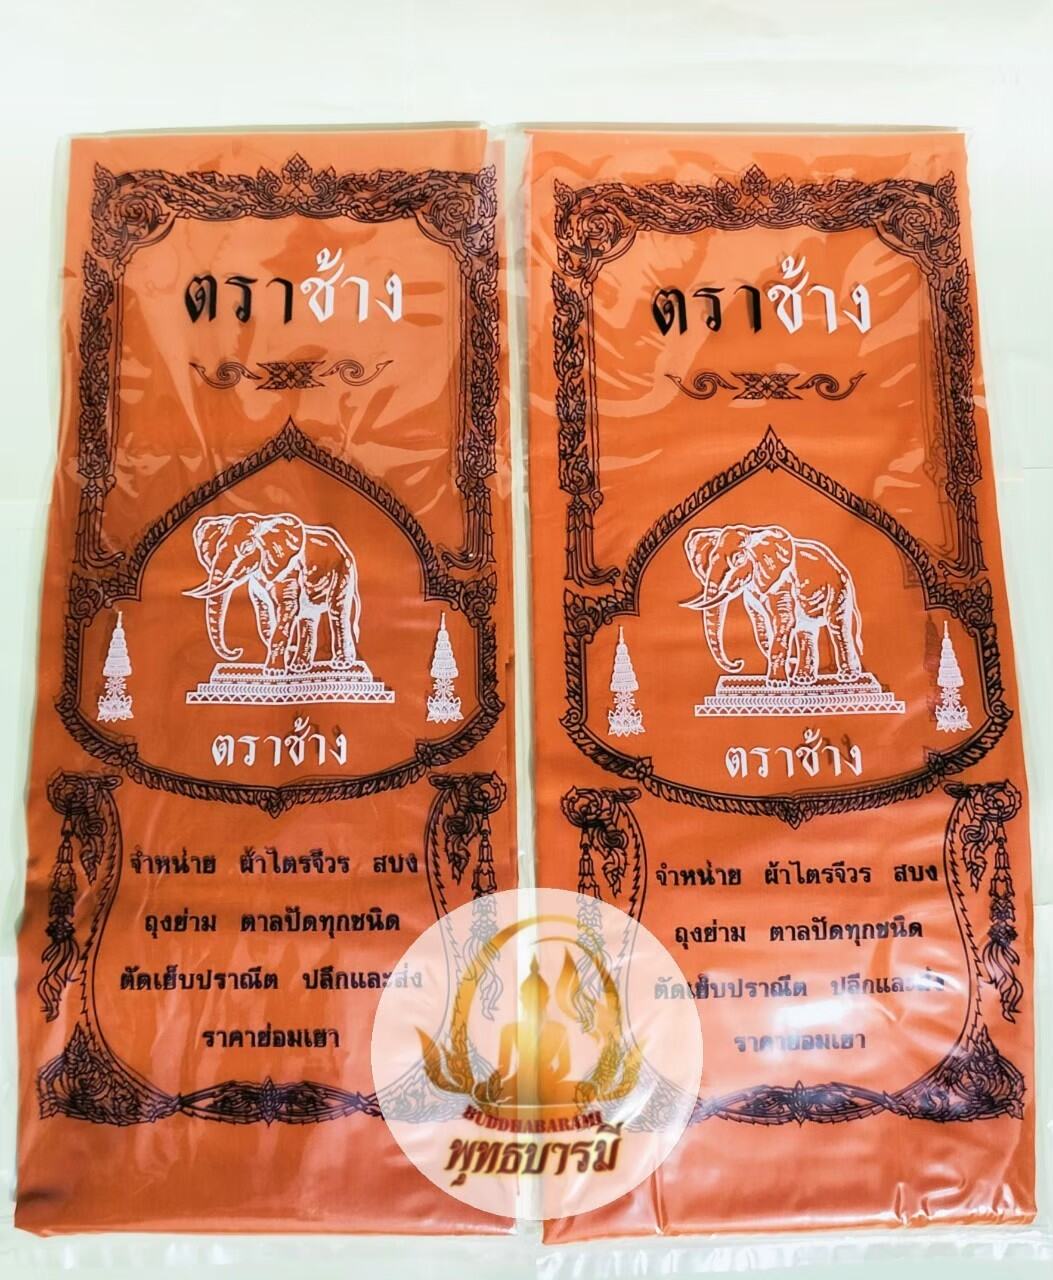 ตราช้าง
ตราช้าง
จำหน่าย ผ้าไตรจีวร สบง
ถุงย่าม ตาลปัดทุกชนิด
ตัดเย็บปราณีต ปลีกและส่ง
ราคาย่อมเยา
ตราช้าง
ตราช้าง
จำหน่าย ผ้าไตรจีวร สบง
ถุงย่าม ตาลปัดทุกชนิด
ตัดเย็บปราณีต ปลีกและส่ง
ราคาย่อมเยา
BUDDHABARAMI
พุทธบารมี